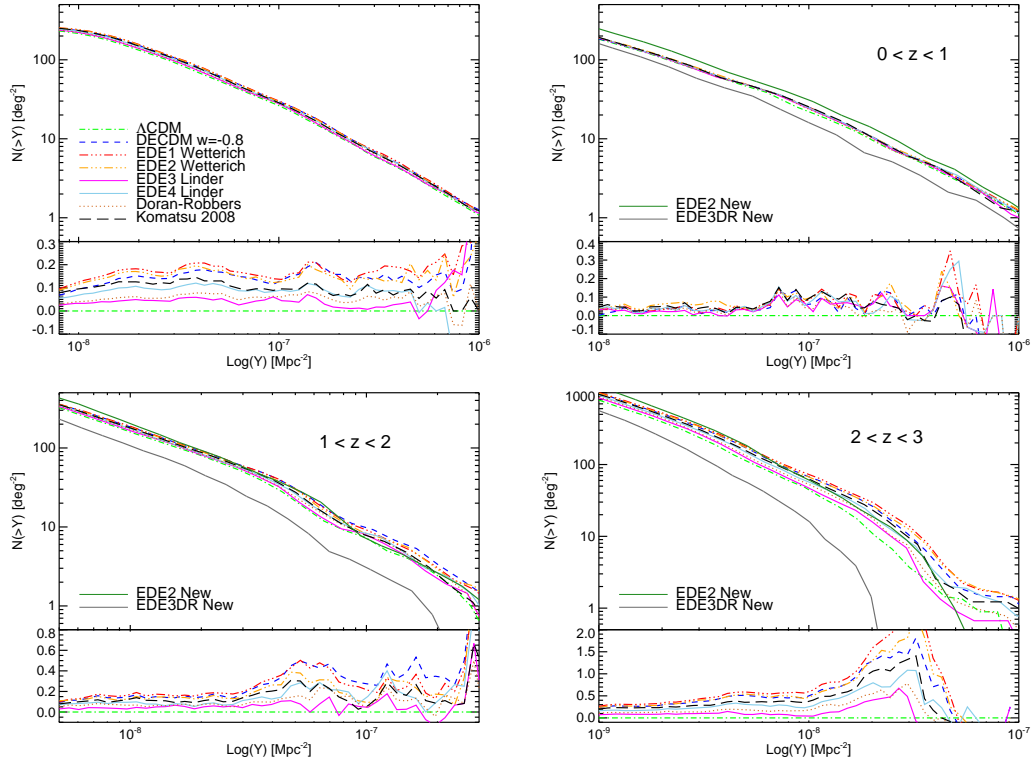 N(>Y) [deg⁻²]
100
10
1
ΛCDM
DECDM w=-0.8
EDE1 Wetterich
EDE2 Wetterich
EDE3 Linder
EDE4 Linder
Doran-Robbers
Komatsu 2008
0.3
0.2
0.1
0.0
-0.1
10⁻⁸
10⁻⁷
10⁻⁶
Log(Y) [Mpc⁻²]
N(>Y) [deg⁻²]
100
10
1
0 < z < 1
EDE2 New
EDE3DR New
0.4
0.3
0.2
0.1
0.0
-0.1
10⁻⁸
10⁻⁷
10⁻⁶
Log(Y) [Mpc⁻²]
N(>Y) [deg⁻²]
100
10
1
1 < z < 2
EDE2 New
EDE3DR New
0.8
0.6
0.4
0.2
0.0
10⁻⁸
10⁻⁷
Log(Y) [Mpc⁻²]
N(>Y) [deg⁻²]
1000
100
10
1
2 < z < 3
EDE2 New
EDE3DR New
2.0
1.5
1.0
0.5
0.0
10⁻⁹
10⁻⁸
10⁻⁷
Log(Y) [Mpc⁻²]